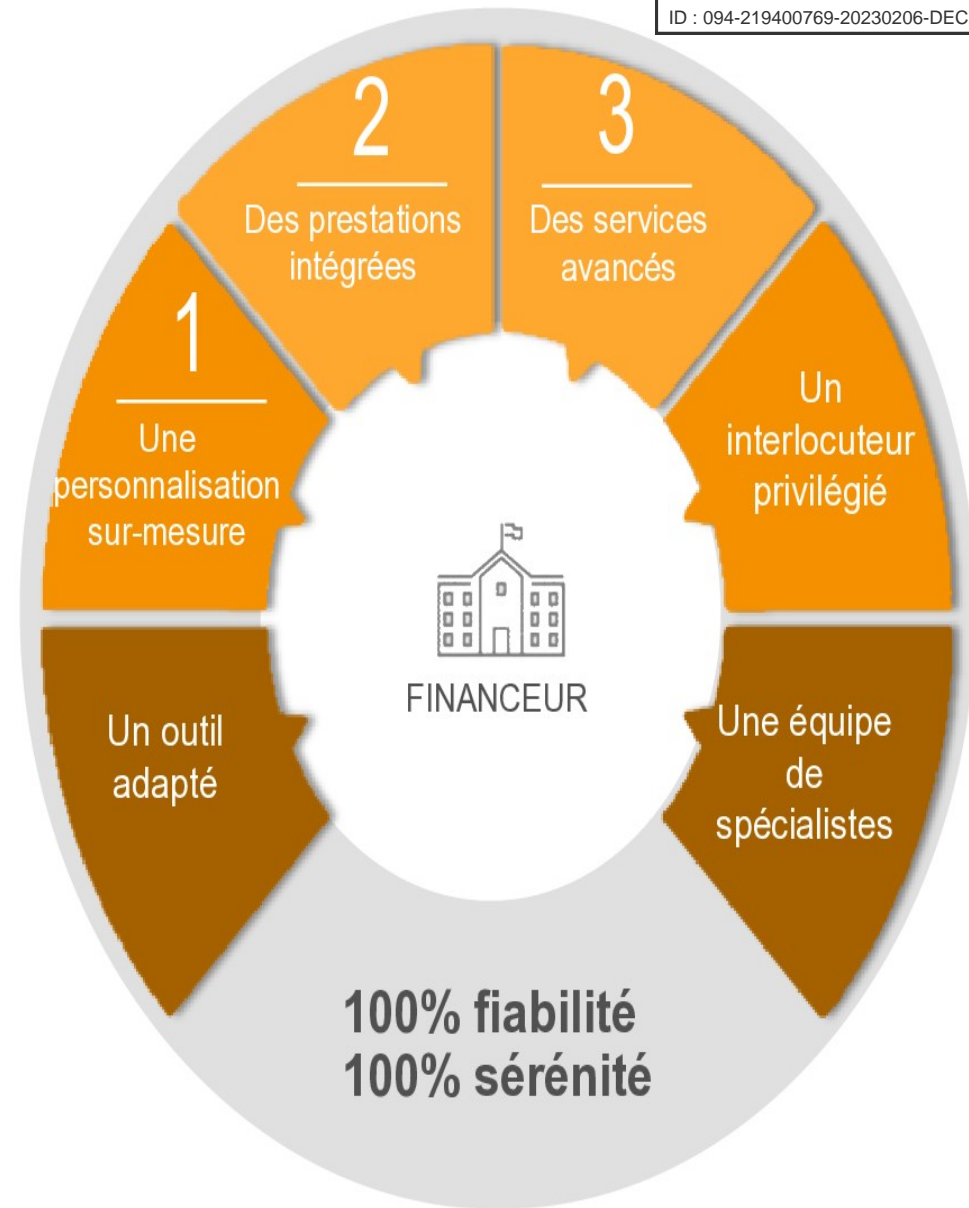 ID : 094-219400769-20230206-DEC
2
Des prestations
intégrées
3
Des services
avancés
1
Une
personnalisation
sur-mesure
Un
interlocuteur
privilégié
FINANCEUR
Un outil
adapté
Une équipe
de
spécialistes
100% fiabilité
100% sérénité